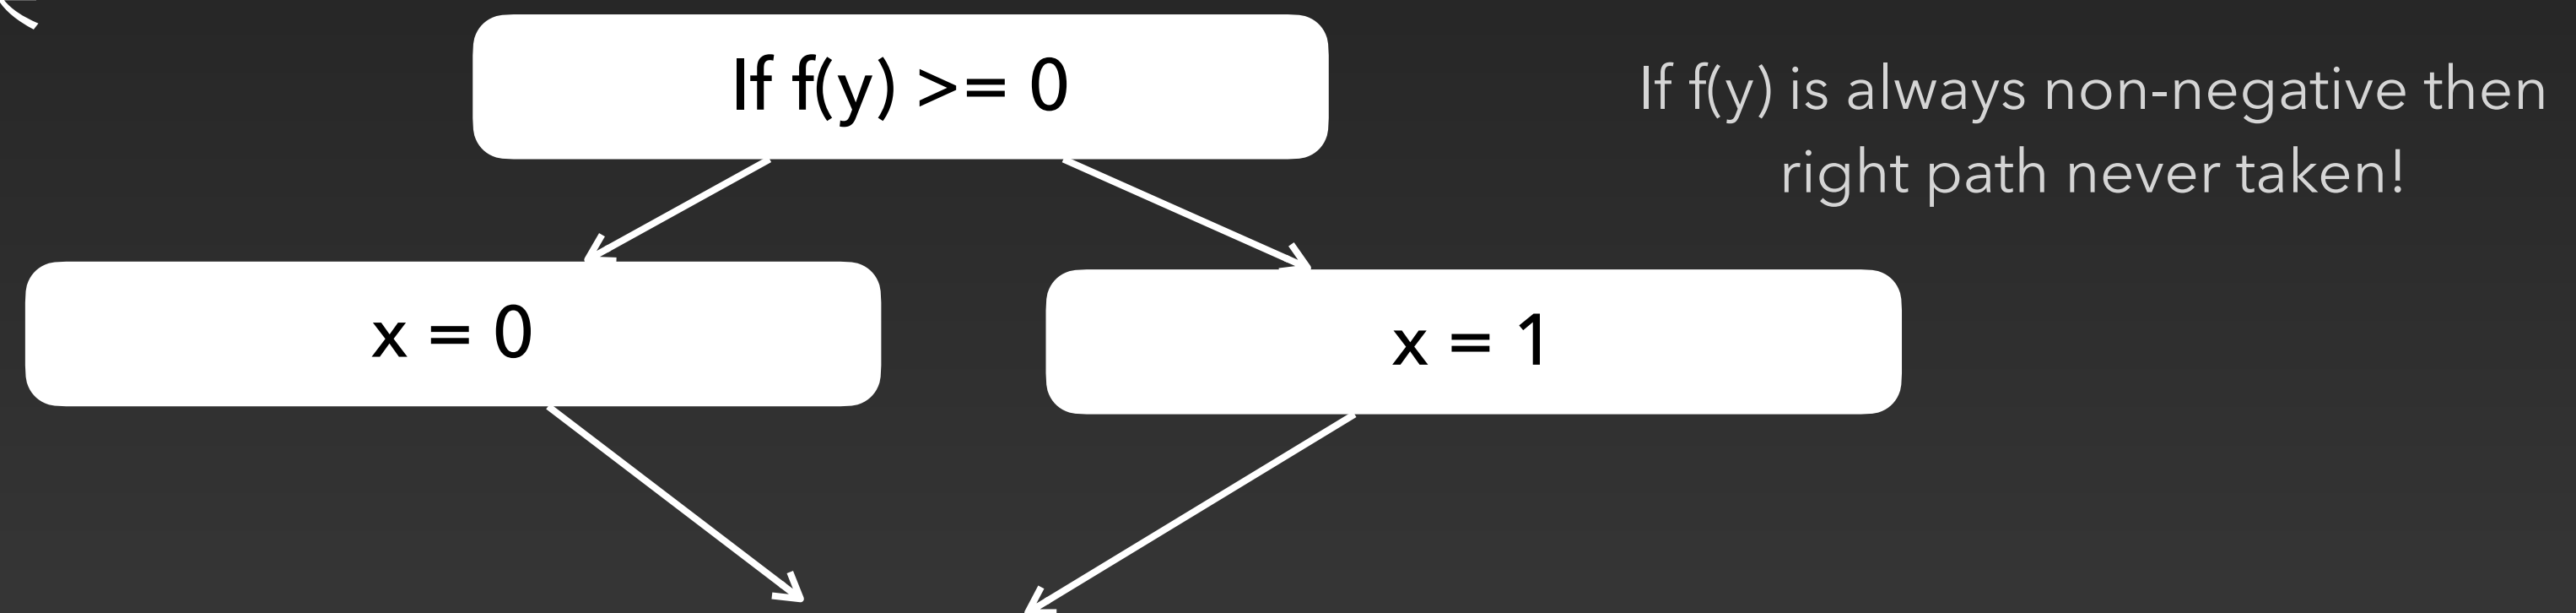 If f(y) >= 0
If f(y) is always non-negative then
right path never taken!
x = 0
x = 1